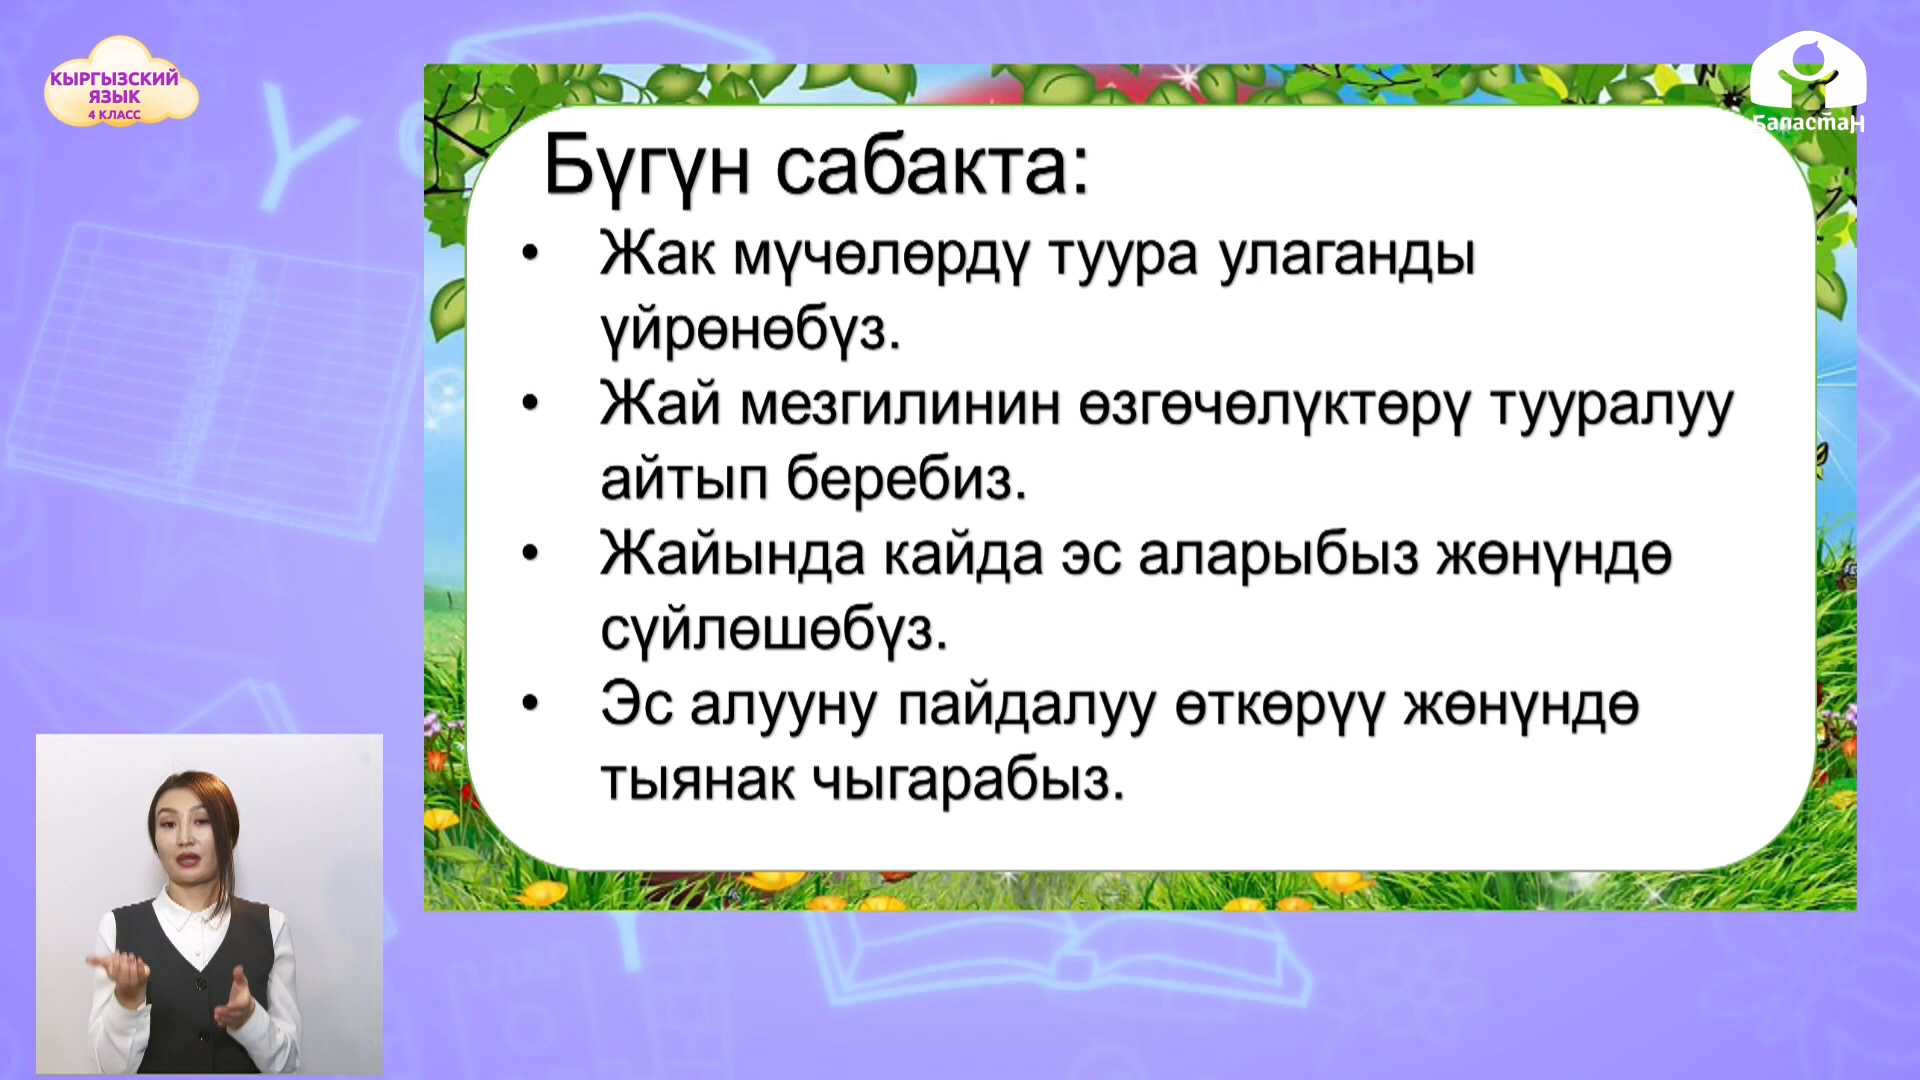 КЫРГЫЗСКИЙ
ЯЗЫК
4 КЛАСС
Баластан
Бүгүн сабакта:
• Жак мүчөлөрдү туура улаганды
үйрөнөбүз.
• Жай мезгилинин өзгөчөлүктөрү тууралуу
айтып беребиз.
• Жайында кайда эс аларыбыз жөнүндө
сүйлөшөбүз.
• Эс алууну пайдалуу өткөрүү жөнүндө
тыянак чыгарабыз.